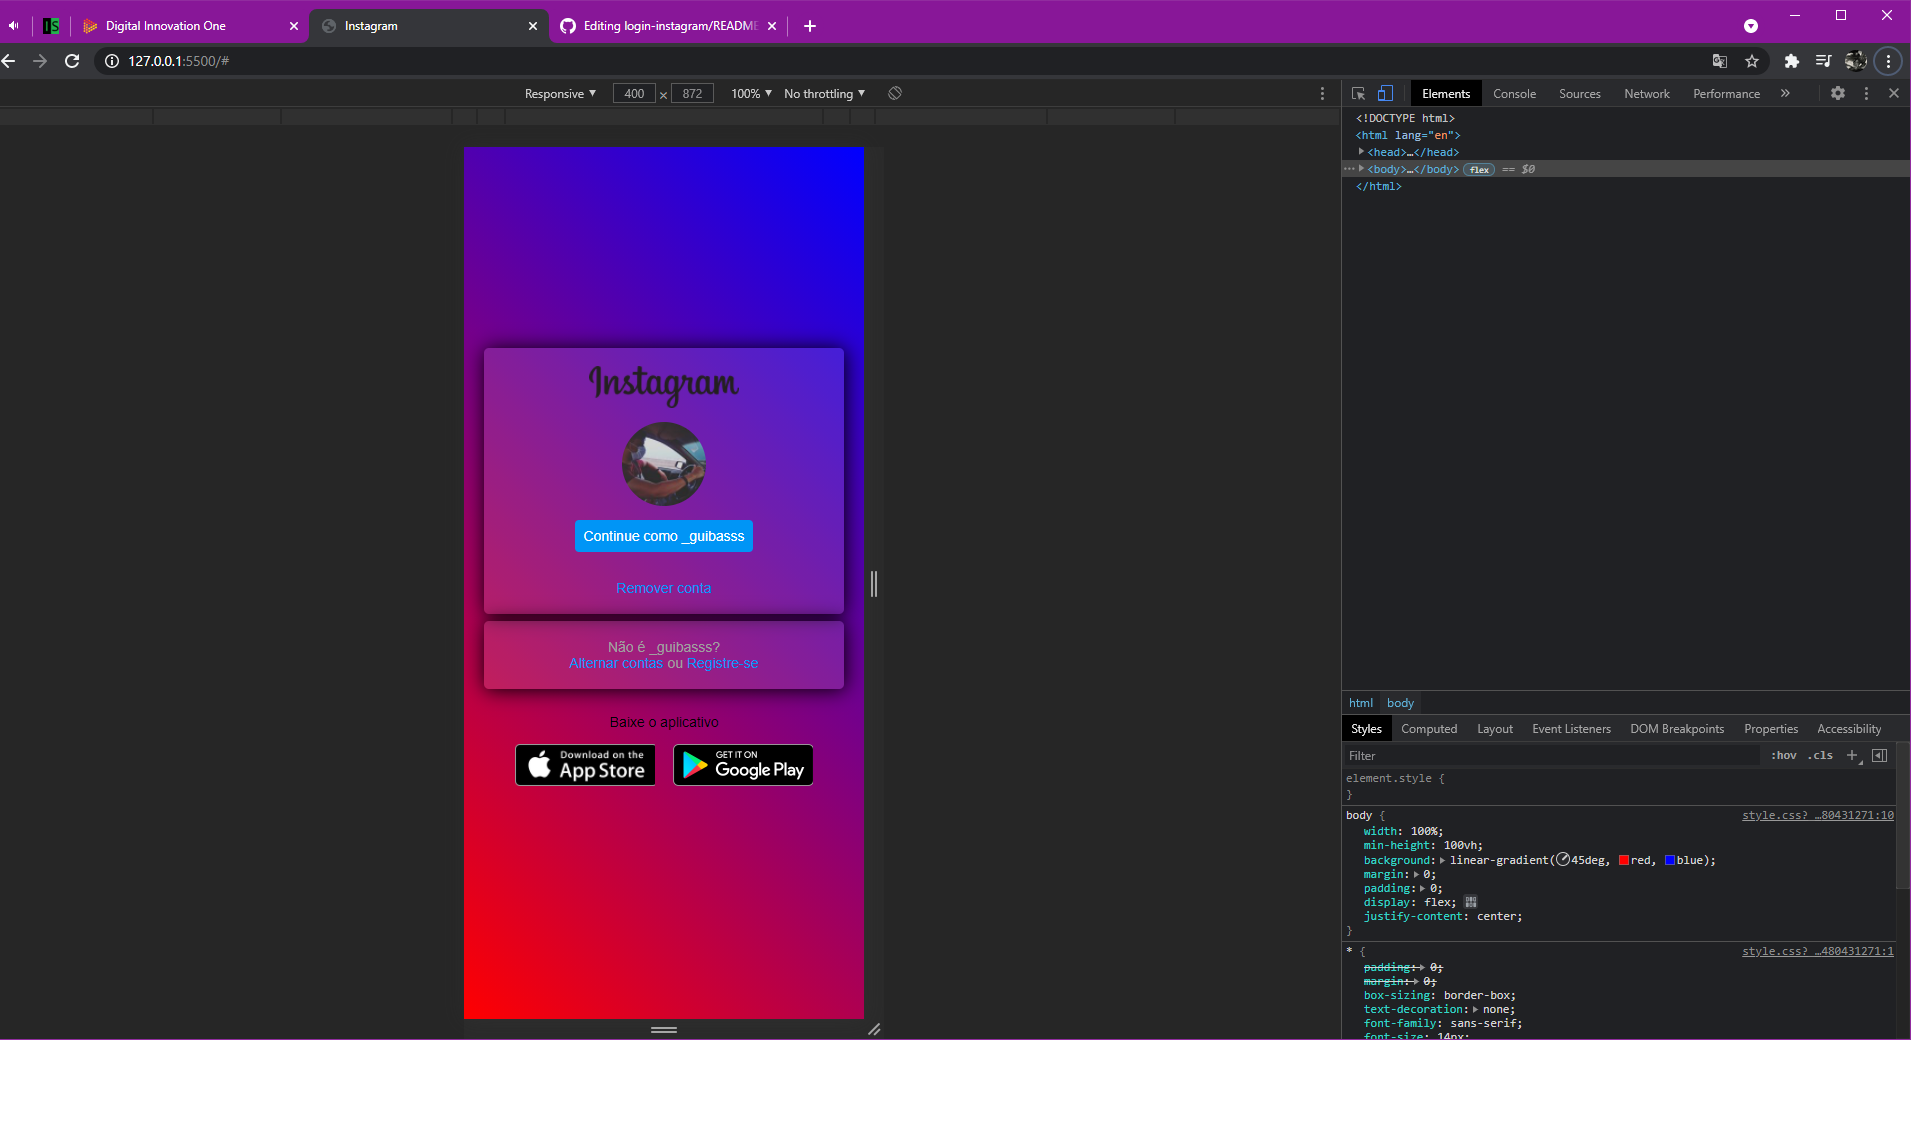 Digital Innovation One
Instagram
Editing login-instagram/README
127.0.0.1:5500/#
Responsive
400
×
872
100%
No throttling
Elements
Console
Sources
Network
Performance
<!DOCTYPE html>
<html lang="en">
<head>…</head>
<body>…</body> flex == $0
</html>
Instagram
Continue como _guibasss
Remover conta
Não é _guibasss?
Alternar contas ou Registre-se
Baixe o aplicativo
Download on the
App Store
GET IT ON
Google Play
html body
Styles Computed Layout Event Listeners DOM Breakpoints Properties Accessibility
Filter :hov .cls
element.style {
}
body { style.css? …80431271:10
width: 100%;
min-height: 100vh;
background: linear-gradient(45deg, red, blue);
margin: 0;
padding: 0;
display: flex;
justify-content: center;
}
* { style.css? …480431271:1
padding: 0;
margin: 0;
box-sizing: border-box;
text-decoration: none;
font-family: sans-serif;
font-size: 14px;